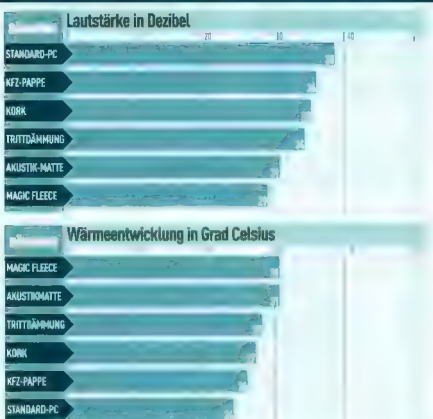 Lautstärke in Dezibel
20 30 40
STANDARD-PC
KFZ-PAPPE
KORK
TRITTDÄMMUNG
AKUSTIK-MATTE
MAGIC FLEECE
Wärmeentwicklung in Grad Celsius
MAGIC FLEECE
AKUSTIKMATTE
TRITTDÄMMUNG
KORK
KFZ-PAPPE
STANDARD-PC